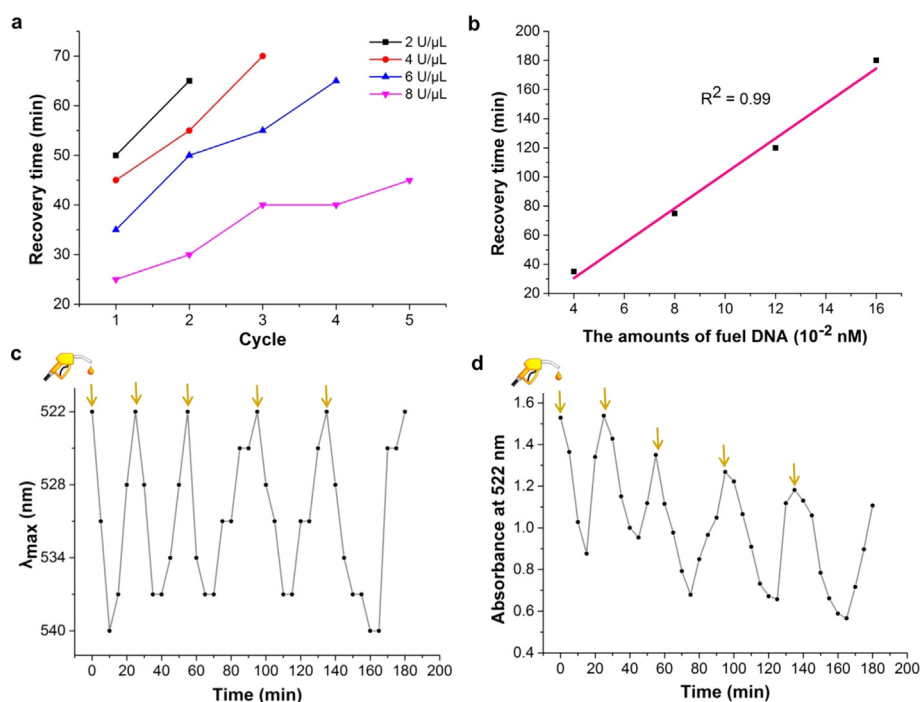 a
2 U/µL
4 U/µL
6 U/µL
8 U/µL
Recovery time (min)
70
60
50
40
30
20
1 2 3 4 5
Cycle
b
R² = 0.99
Recovery time (min)
200
180
160
140
120
100
80
60
40
20
4 6 8 10 12 14 16
The amounts of fuel DNA (10⁻² nM)
c
λmax (nm)
522
528
534
540
0 20 40 60 80 100 120 140 160 180 200
Time (min)
d
Absorbance at 522 nm
1.6
1.4
1.2
1.0
0.8
0.6
0.4
0 20 40 60 80 100 120 140 160 180 200
Time (min)